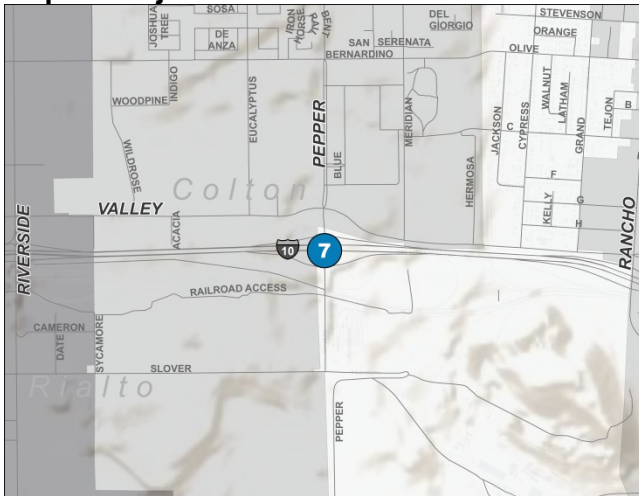 SOSA
JOSHUA
TREE
DE
ANZA
IRON
HORSE
BENT
RAIL
SAN
BERNARDINO
SERENATA
DEL
GIORGIO
STEVENSON
ORANGE
OLIVE
WOODPINE
INDIGO
EUCALYPTUS
PEPPER
BLUE
MERIDIAN
JACKSON
CYPRESS
WALNUT
LATHAM
GRAND
TEJON
B
C
WILDROSE
HERMOSA
F
KELLY
G
H
Colton
VALLEY
ACACIA
RIVERSIDE
10
7
RANCHO
RAILROAD ACCESS
CAMERON
DATE
SYCAMORE
SLOVER
Rialto
PEPPER